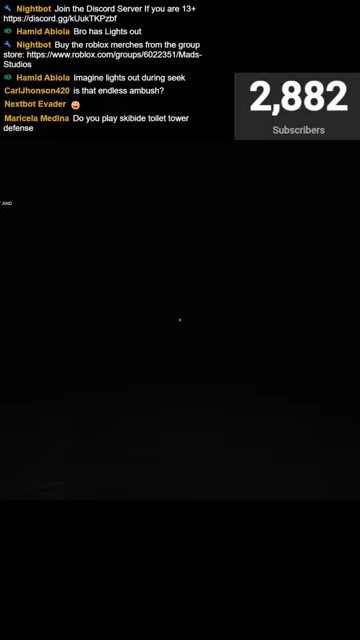 Nightbot Join the Discord Server If you are 13+
https://discord.gg/kUukTKPzbf
Hamid Abiola Bro has Lights out
Nightbot Buy the roblox merches from the group
store: https://www.roblox.com/groups/6022351/Mads-
Studios
Hamid Abiola Imagine lights out during seek
CarlJhonson420 is that endless ambush?
Nextbot Evader
Maricela Medina Do you play skibide toilet tower
defense
2,882
Subscribers
AND